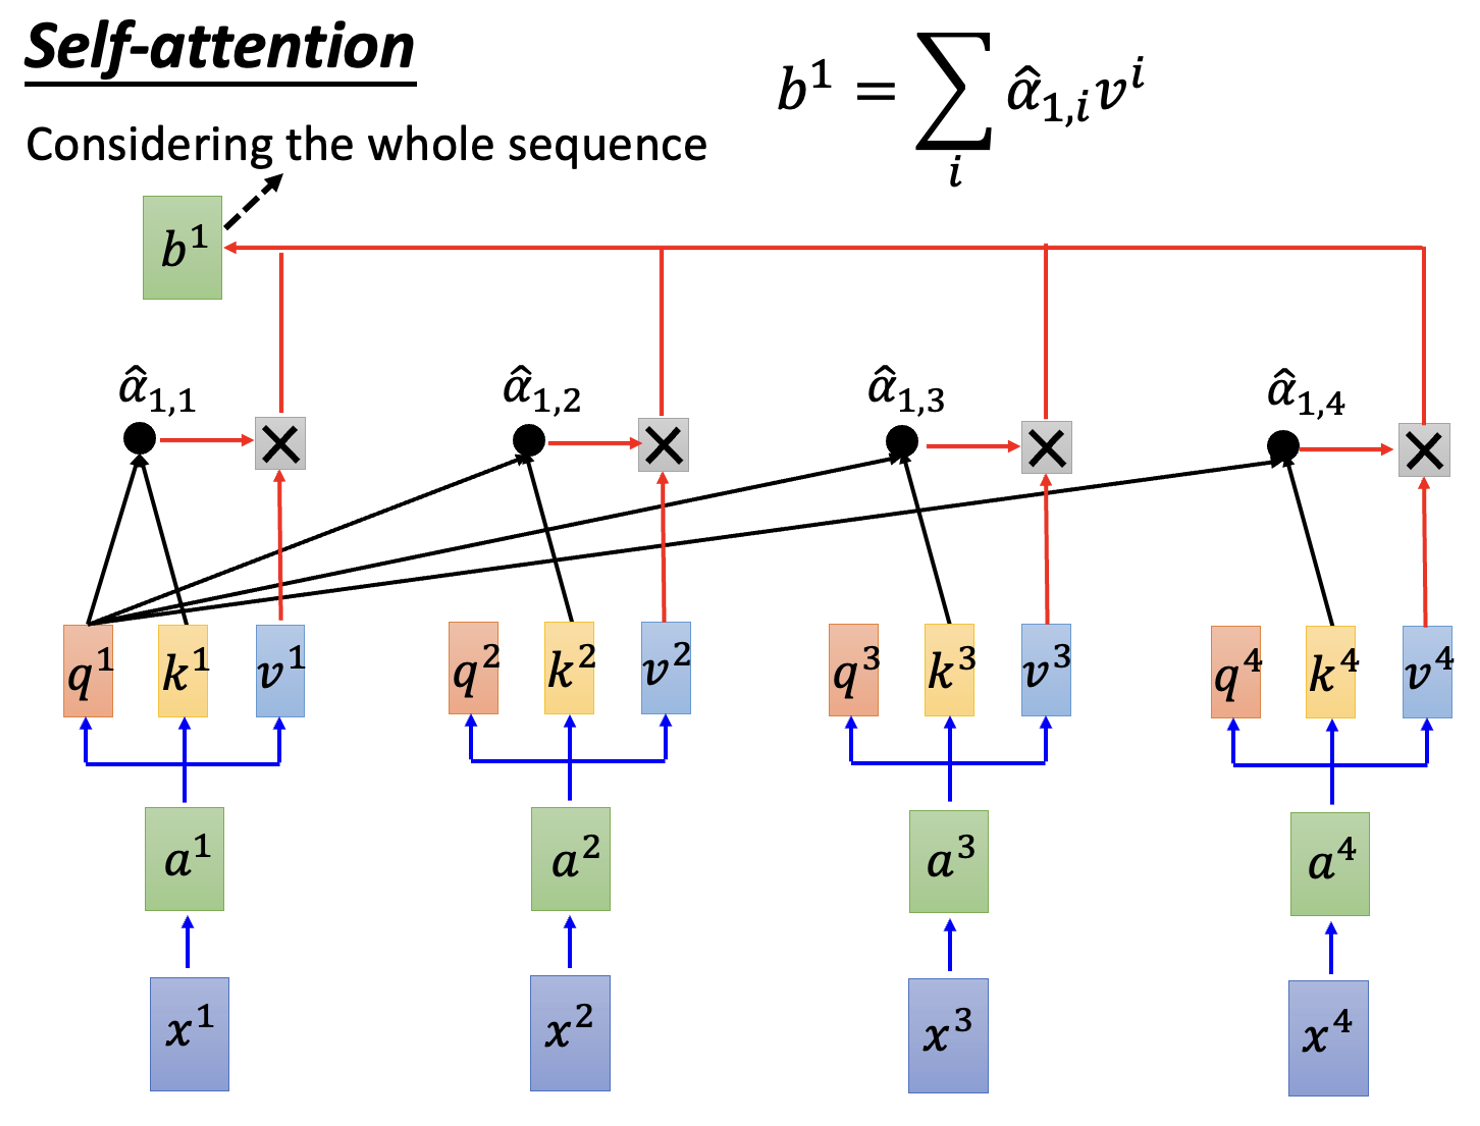 Self-attention
b¹ = ∑ α̂₁,ᵢvⁱ
i
Considering the whole sequence
b¹
α̂₁,₁ α̂₁,₂ α̂₁,₃ α̂₁,₄
q¹ k¹ v¹ q² k² v² q³ k³ v³ q⁴ k⁴ v⁴
a¹ a² a³ a⁴
x¹ x² x³ x⁴